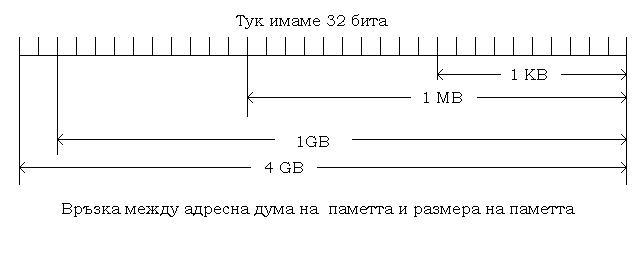 Тук имаме 32 бита
1 KB
1 MB
1GB
4 GB
Връзка между адресна дума на паметта и размера на паметта